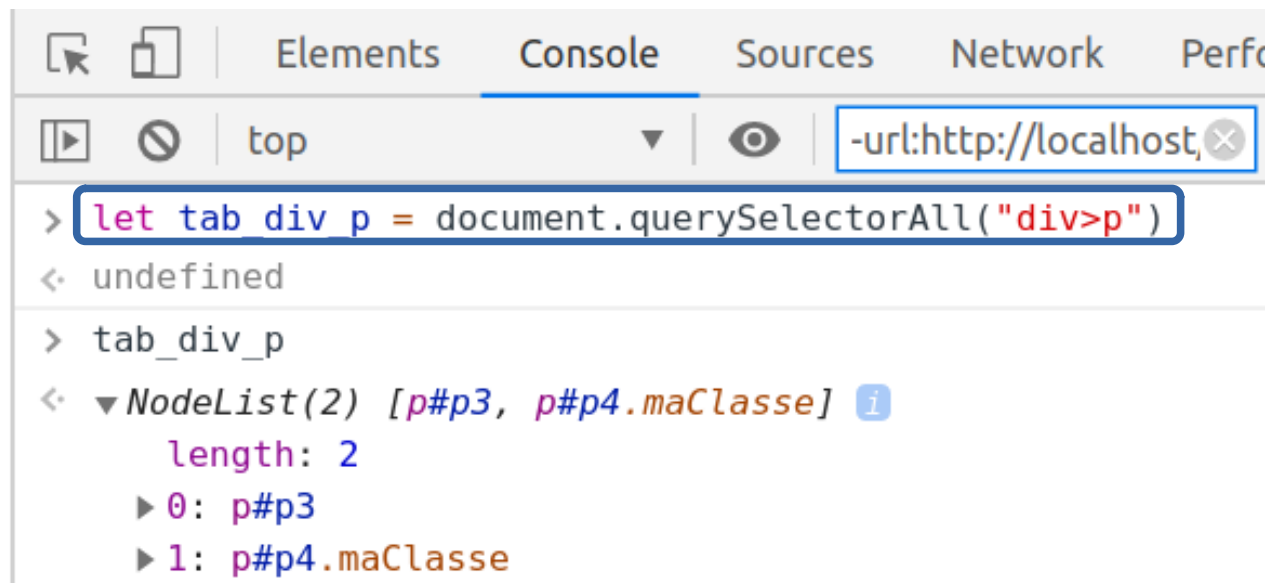 Elements Console Sources Network Perfo
top -url:http://localhost,
> let tab_div_p = document.querySelectorAll("div>p")
undefined
> tab_div_p
NodeList(2) [p#p3, p#p4.maClasse] i
length: 2
0: p#p3
1: p#p4.maClasse